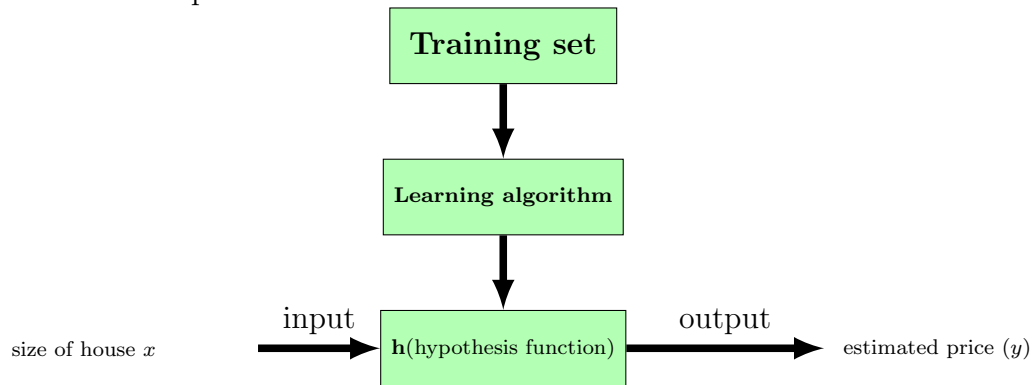 Training set
Learning algorithm
input
output
size of house x
h(hypothesis function)
estimated price (y)